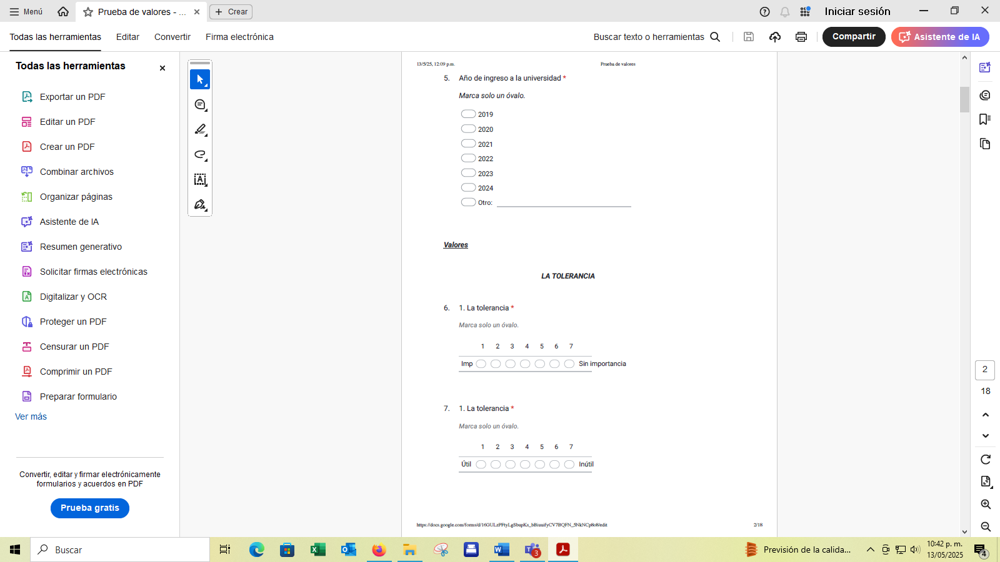 Menú
Prueba de valores - ...
Crear
Iniciar sesión
Todas las herramientas
Editar
Convertir
Firma electrónica
Buscar texto o herramientas
Compartir
Asistente de IA
Todas las herramientas
Exportar un PDF
Editar un PDF
Crear un PDF
Combinar archivos
Organizar páginas
Asistente de IA
Resumen generativo
Solicitar firmas electrónicas
Digitalizar y OCR
Proteger un PDF
Censurar un PDF
Comprimir un PDF
Preparar formulario
Ver más
Convertir, editar y firmar electrónicamente
formularios y acuerdos en PDF
Prueba gratis
13/5/25, 12:09 p.m.
Prueba de valores
5. Año de ingreso a la universidad *
Marca solo un óvalo.
2019
2020
2021
2022
2023
2024
Otro:
Valores
LA TOLERANCIA
6. 1. La tolerancia *
Marca solo un óvalo.
1 2 3 4 5 6 7
Imp Sin importancia
7. 1. La tolerancia *
Marca solo un óvalo.
1 2 3 4 5 6 7
Útil Inútil
https://docs.google.com/forms/d/16GULzPFtyLgSbupKs_bBiuuifyCV7BQFN_5NkNCp8o8/edit
2/18
2
18
Buscar
3
Previsión de la calida...
10:42 p. m.
13/05/2025
4